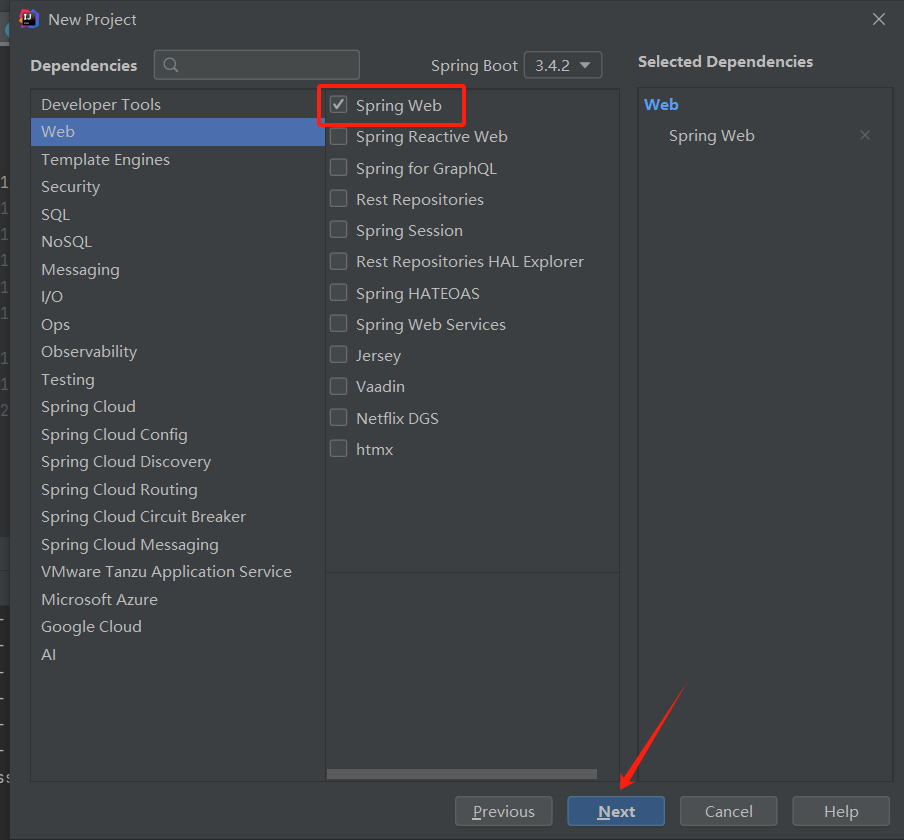 New Project
Dependencies
Spring Boot 3.4.2
Selected Dependencies
Developer Tools
Web
Template Engines
Security
SQL
NoSQL
Messaging
I/O
Ops
Observability
Testing
Spring Cloud
Spring Cloud Config
Spring Cloud Discovery
Spring Cloud Routing
Spring Cloud Circuit Breaker
Spring Cloud Messaging
VMware Tanzu Application Service
Microsoft Azure
Google Cloud
AI
Spring Web
Spring Reactive Web
Spring for GraphQL
Rest Repositories
Spring Session
Rest Repositories HAL Explorer
Spring HATEOAS
Spring Web Services
Jersey
Vaadin
Netflix DGS
htmx
Web
Spring Web
Previous
Next
Cancel
Help